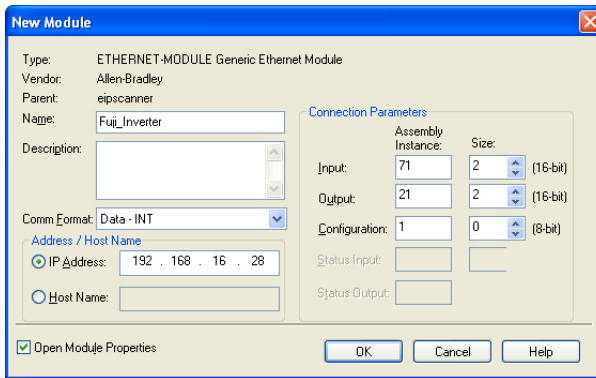 New Module
Type: ETHERNET-MODULE Generic Ethernet Module
Vendor: Allen-Bradley
Parent: eipscanner
Name: Fuji_Inverter
Description:
Comm Format: Data - INT
Address / Host Name
IP Address: 192 . 168 . 16 . 28
Host Name:
Connection Parameters
Assembly Instance: Size:
Input: 71 2 (16-bit)
Output: 21 2 (16-bit)
Configuration: 1 0 (8-bit)
Status Input:
Status Output:
Open Module Properties
OK Cancel Help